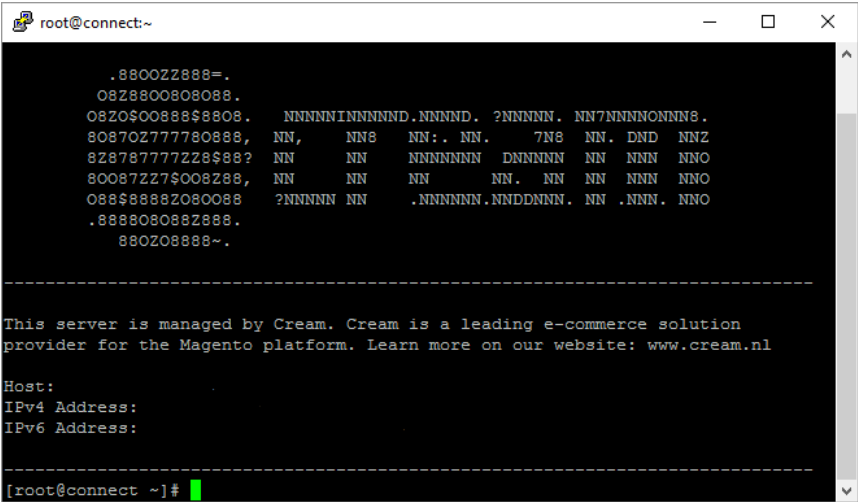 root@connect:~
.88OOZZ888=.
O8Z88OO8O8O88.
O8ZO$OO888$88O8.   NNNNNINNNNND.NNNND. ?NNNNN. NN7NNNNONNN8.
8O87OZ77778O888,  NN,     NN8    NN:. NN.     7N8  NN. DND  NNZ
8Z8787777ZZ8$88?  NN      NN     NNNNNNN  DNNNNN  NN  NNN  NNO
8OO87ZZ7$OO8Z88,  NN      NN     NN      NN.  NN  NN  NNN  NNO
O88$8888ZO8OO88   ?NNNNN NN     .NNNNNN.NNDDNNN. NN .NNN. NNO
.8888O8O88Z888.
88OZO8888~.
-------------------------------------------------------------------------------
This server is managed by Cream. Cream is a leading e-commerce solution
provider for the Magento platform. Learn more on our website: www.cream.nl
Host:
IPv4 Address:
IPv6 Address:
-------------------------------------------------------------------------------
[root@connect ~]#